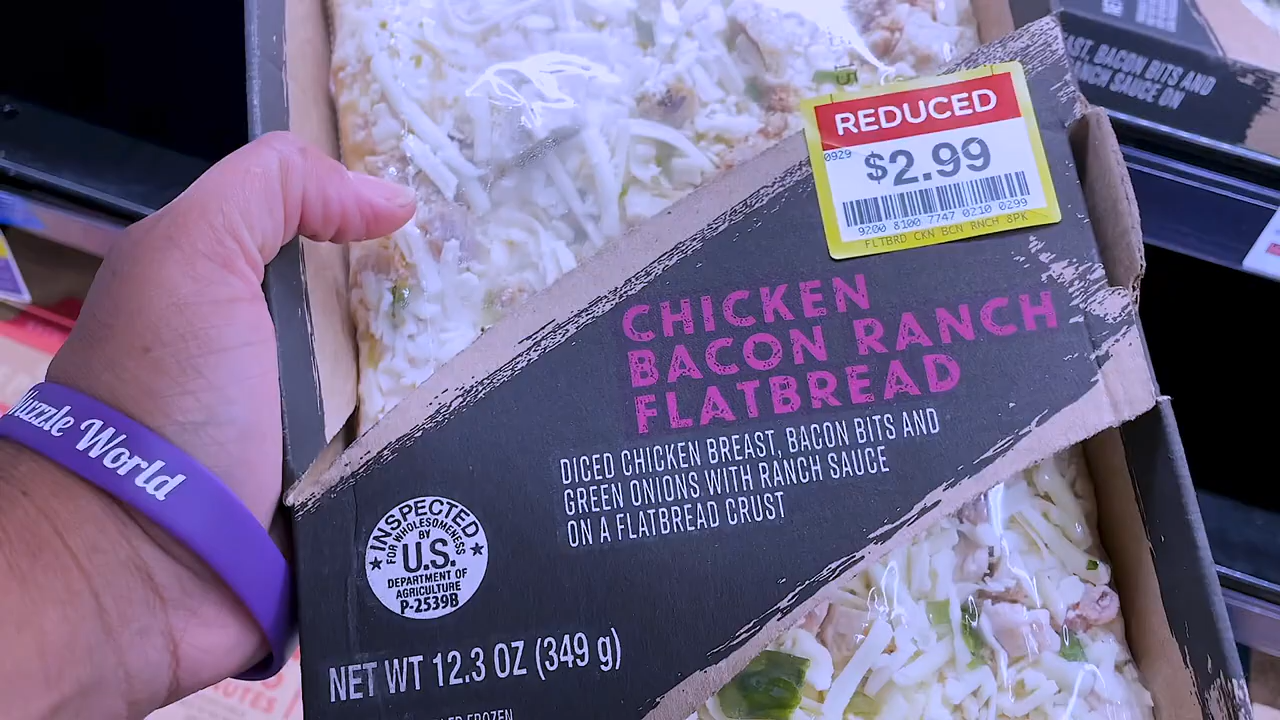 AST, BACON BITS AND
NCH SAUCE ON
REDUCED
0929
$2.99
9200 8100 7747 0210 0299
FLTBRD CKN BCN RNCH 8PK
CHICKEN
BACON RANCH
FLATBREAD
DICED CHICKEN BREAST, BACON BITS AND
GREEN ONIONS WITH RANCH SAUCE
ON A FLATBREAD CRUST
INSPECTED
FOR WHOLESOMENESS
BY
U.S.
DEPARTMENT OF
AGRICULTURE
P-2539B
NET WT 12.3 OZ (349 g)
FROZEN
uzzle World